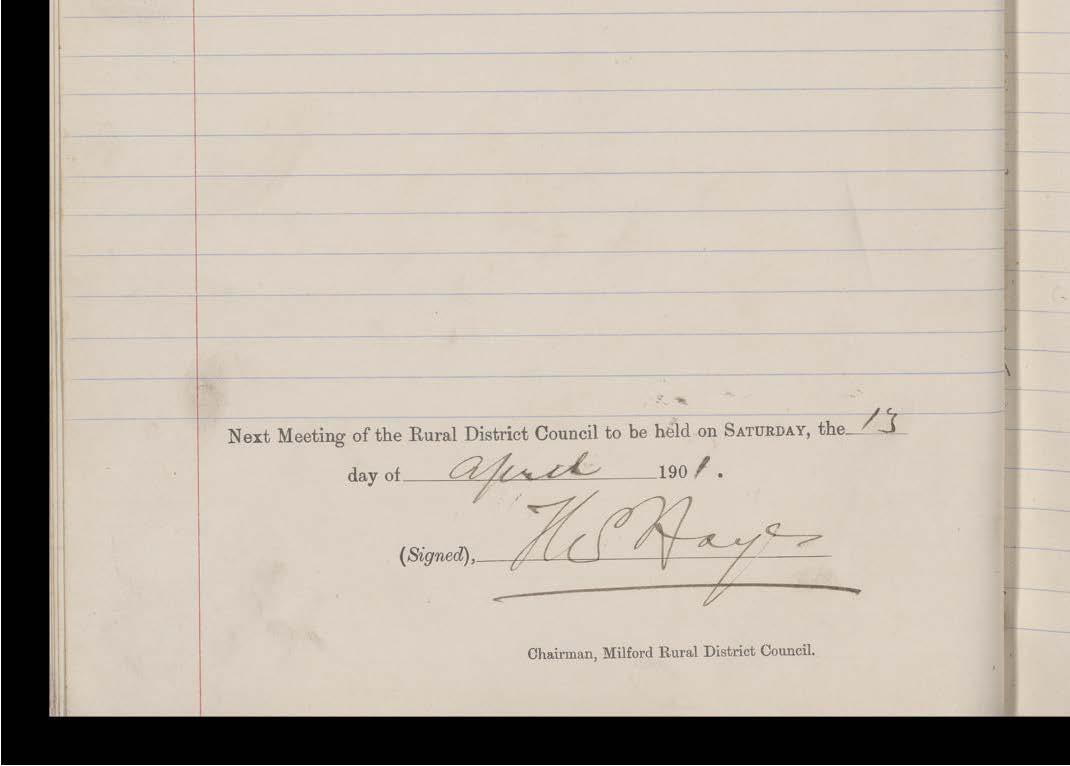 Next Meeting of the Rural District Council to be held on SATURDAY, the 13
day of April 1901.
(Signed), H S Hayes
Chairman, Milford Rural District Council.